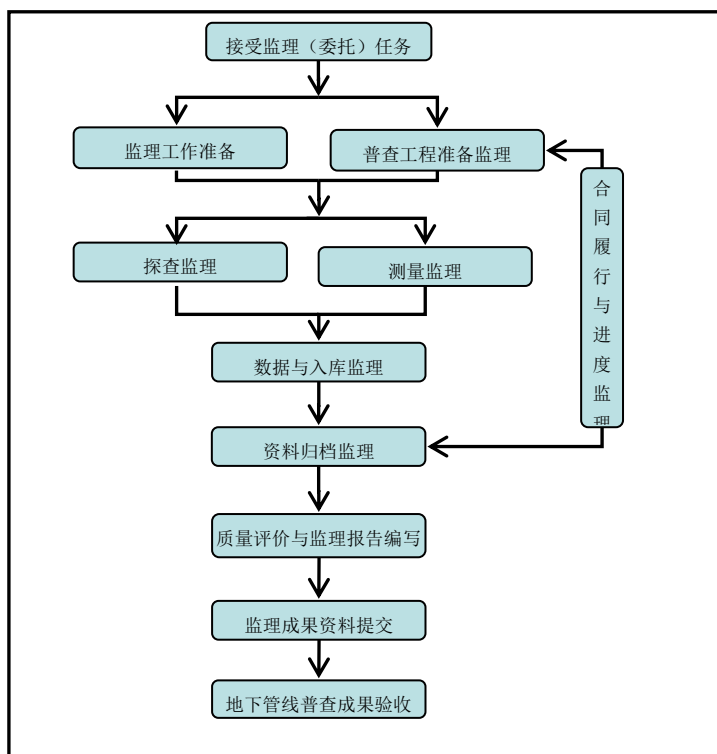 接受监理（委托）任务
监理工作准备
普查工程准备监理
合同履行与进度监理
探查监理
测量监理
数据与入库监理
资料归档监理
质量评价与监理报告编写
监理成果资料提交
地下管线普查成果验收